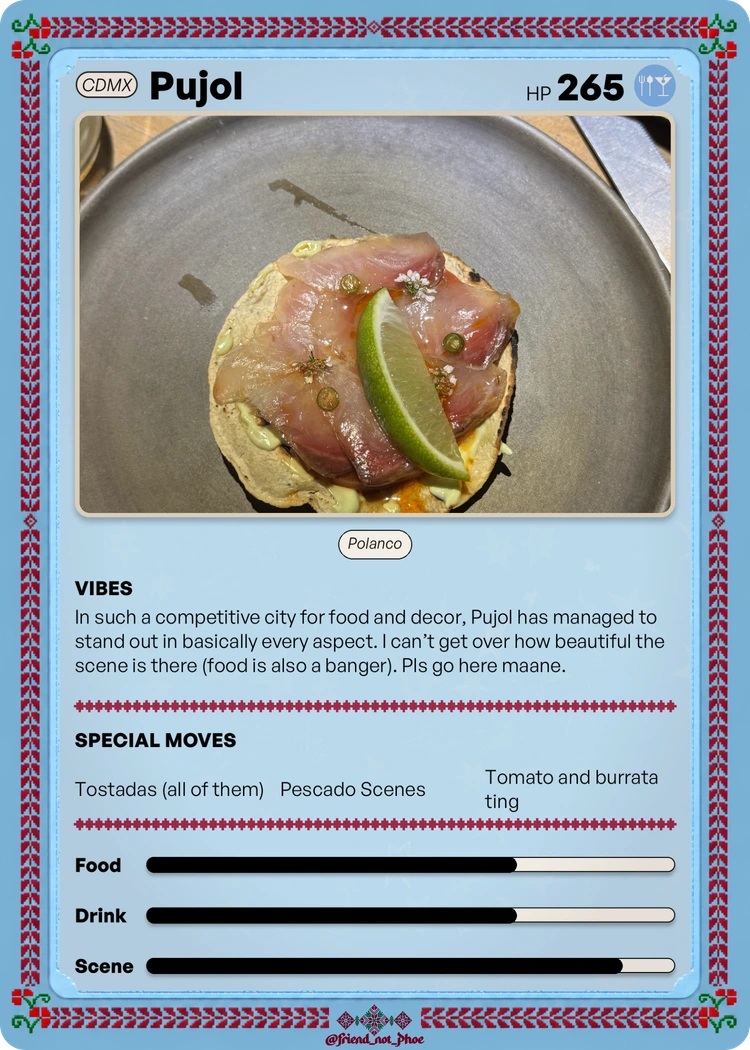 CDMX Pujol HP 265
Polanco
VIBES
In such a competitive city for food and decor, Pujol has managed to
stand out in basically every aspect. I can't get over how beautiful the
scene is there (food is also a banger). Pls go here maane.
SPECIAL MOVES
Tostadas (all of them)
Pescado Scenes
Tomato and burrata
ting
Food
Drink
Scene
@friend_not_Phoe